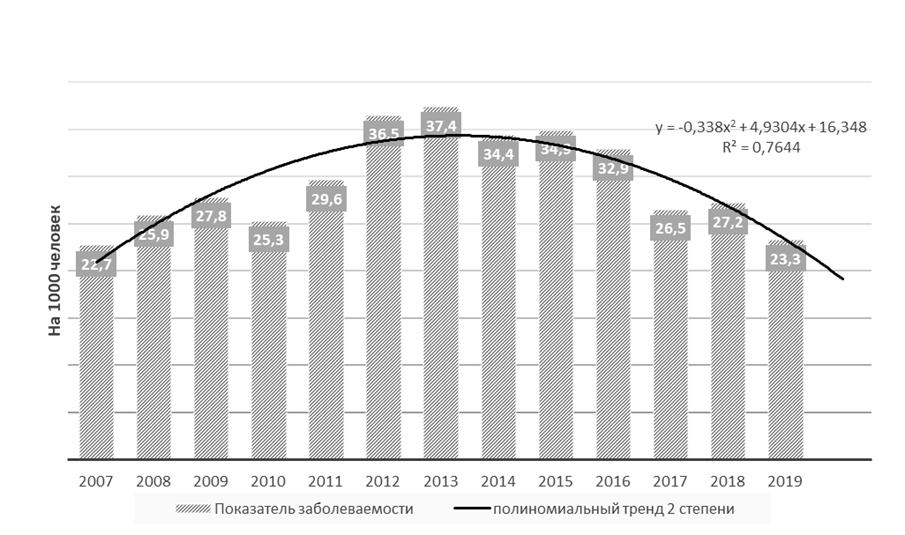 y = -0,338x² + 4,9304x + 16,348
R² = 0,7644
На 1000 человек
22,7
25,9
27,8
25,3
29,6
36,5
37,4
34,4
32,9
26,5
27,2
23,3
2007 2008 2009 2010 2011 2012 2013 2014 2015 2016 2017 2018 2019
Показатель заболеваемости полиномиальный тренд 2 степени